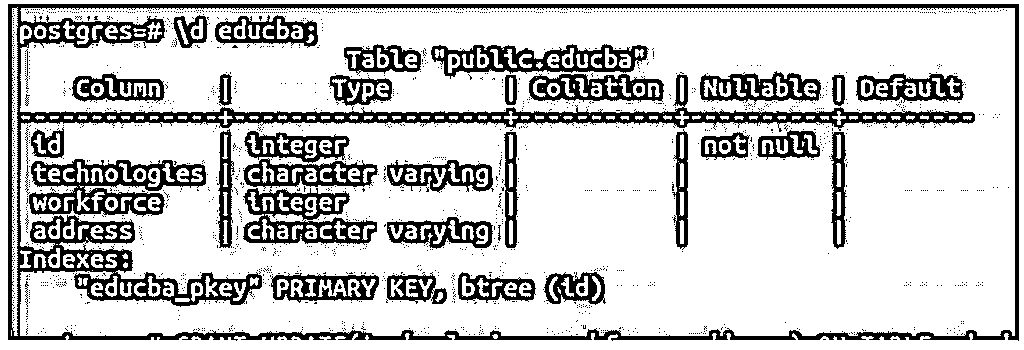 postgres=# \d educba;
Table "public.educba"
Column | Type | Collation | Nullable | Default
--------------+-------------------+-----------+----------+---------
id | integer | | not null |
technologies | character varying | | |
workforce | integer | | |
address | character varying | | |
Indexes:
"educba_pkey" PRIMARY KEY, btree (id)